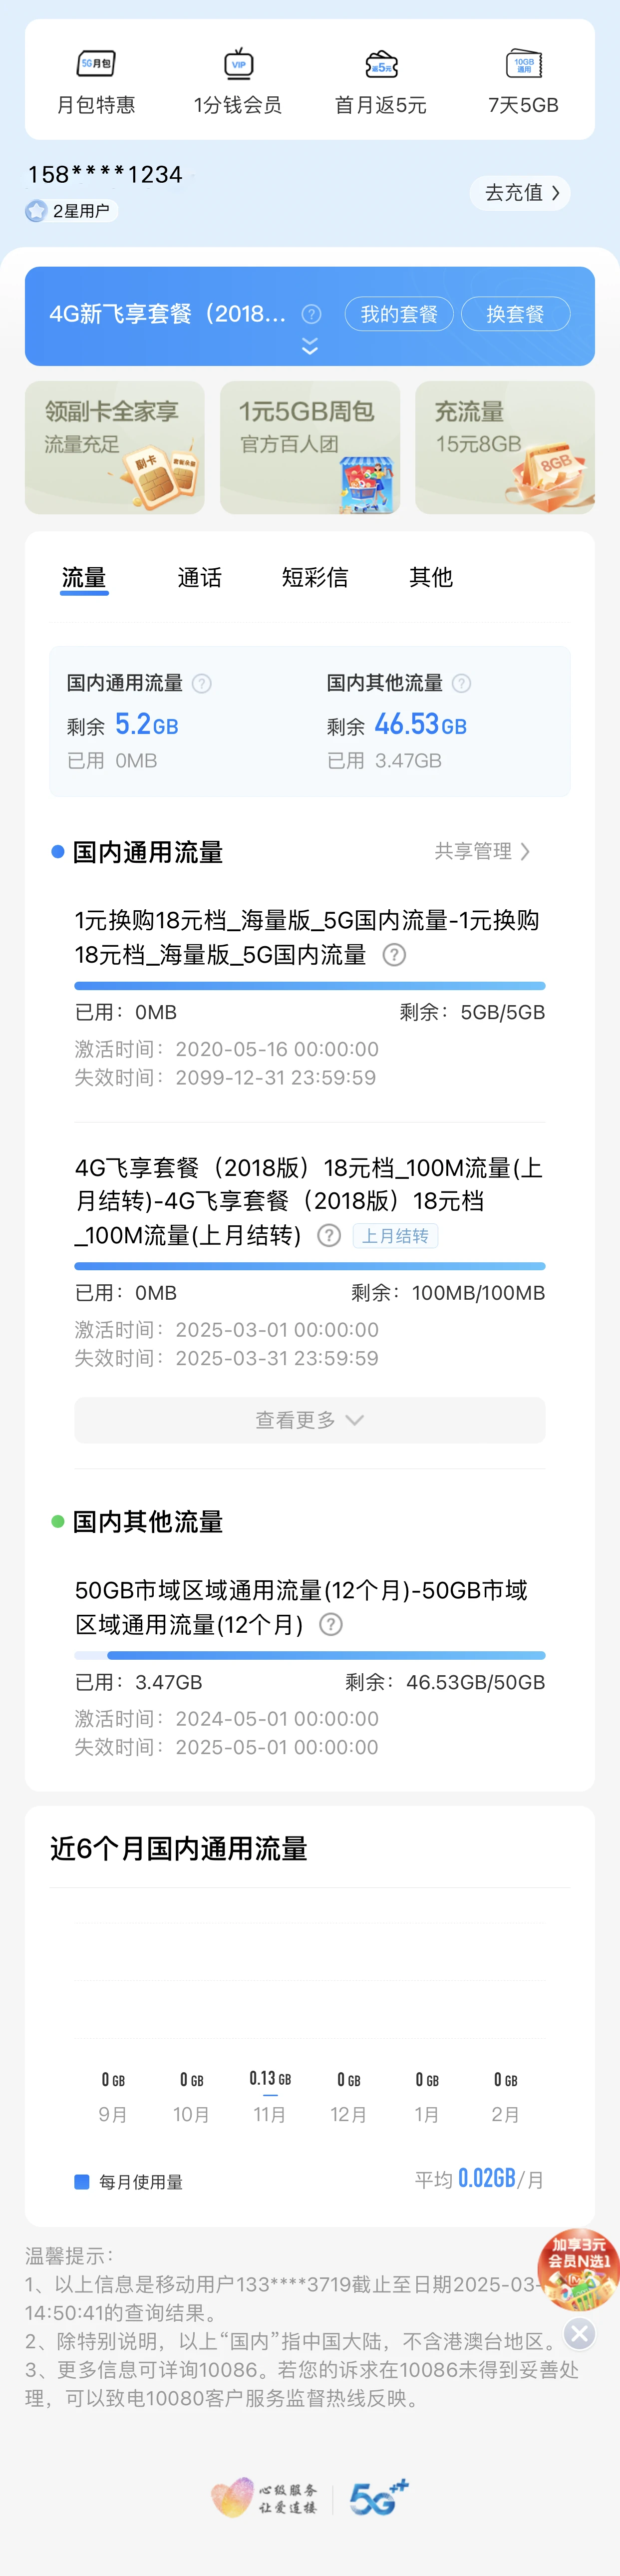 5G月包
VIP
返5元
10GB
通用
月包特惠
1分钱会员
首月返5元
7天5GB
158****1234
去充值
2星用户
4G新飞享套餐（2018...
我的套餐
换套餐
领副卡全家享
流量充足
副卡
1元5GB周包
官方百人团
充流量
15元8GB
8GB
流量
通话
短彩信
其他
国内通用流量
国内其他流量
剩余 5.2GB
剩余 46.53GB
已用 0MB
已用 3.47GB
国内通用流量
共享管理
1元换购18元档_海量版_5G国内流量-1元换购
18元档_海量版_5G国内流量
已用：0MB
剩余：5GB/5GB
激活时间：2020-05-16 00:00:00
失效时间：2099-12-31 23:59:59
4G飞享套餐（2018版）18元档_100M流量(上
月结转)-4G飞享套餐（2018版）18元档
_100M流量(上月结转)
上月结转
已用：0MB
剩余：100MB/100MB
激活时间：2025-03-01 00:00:00
失效时间：2025-03-31 23:59:59
查看更多
国内其他流量
50GB市域区域通用流量(12个月)-50GB市域
区域通用流量(12个月)
已用：3.47GB
剩余：46.53GB/50GB
激活时间：2024-05-01 00:00:00
失效时间：2025-05-01 00:00:00
近6个月国内通用流量
0 GB
0 GB
0.13 GB
0 GB
0 GB
0 GB
9月
10月
11月
12月
1月
2月
每月使用量
平均 0.02GB/月
加享3元
会员N选1
温馨提示：
1、以上信息是移动用户133****3719截止至日期2025-03-
14:50:41的查询结果。
2、除特别说明，以上“国内”指中国大陆，不含港澳台地区。
3、更多信息可详询10086。若您的诉求在10086未得到妥善处
理，可以致电10080客户服务监督热线反映。
心级服务
让爱连接
5G++